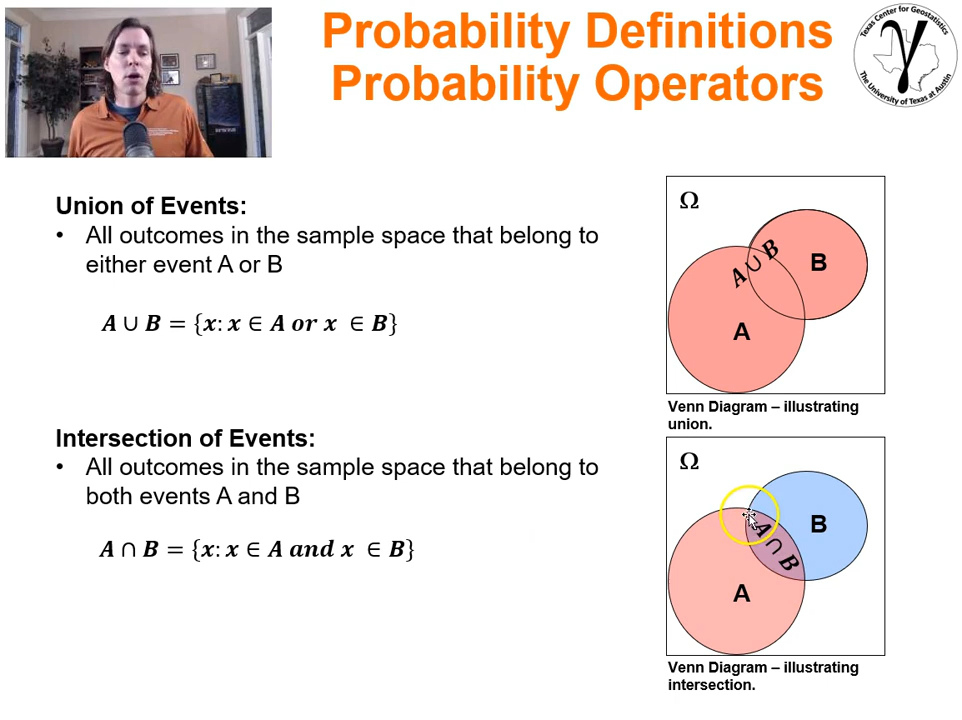 Probability Definitions
Probability Operators
Texas Center for Geostatistics
The University of Texas at Austin
γ
Union of Events:
• All outcomes in the sample space that belong to
either event A or B
A ∪ B = {x: x ∈ A or x ∈ B}
Ω
A ∪ B
B
A
Venn Diagram – illustrating
union.
Intersection of Events:
• All outcomes in the sample space that belong to
both events A and B
A ∩ B = {x: x ∈ A and x ∈ B}
Ω
B
A ∩ B
A
Venn Diagram – illustrating
intersection.